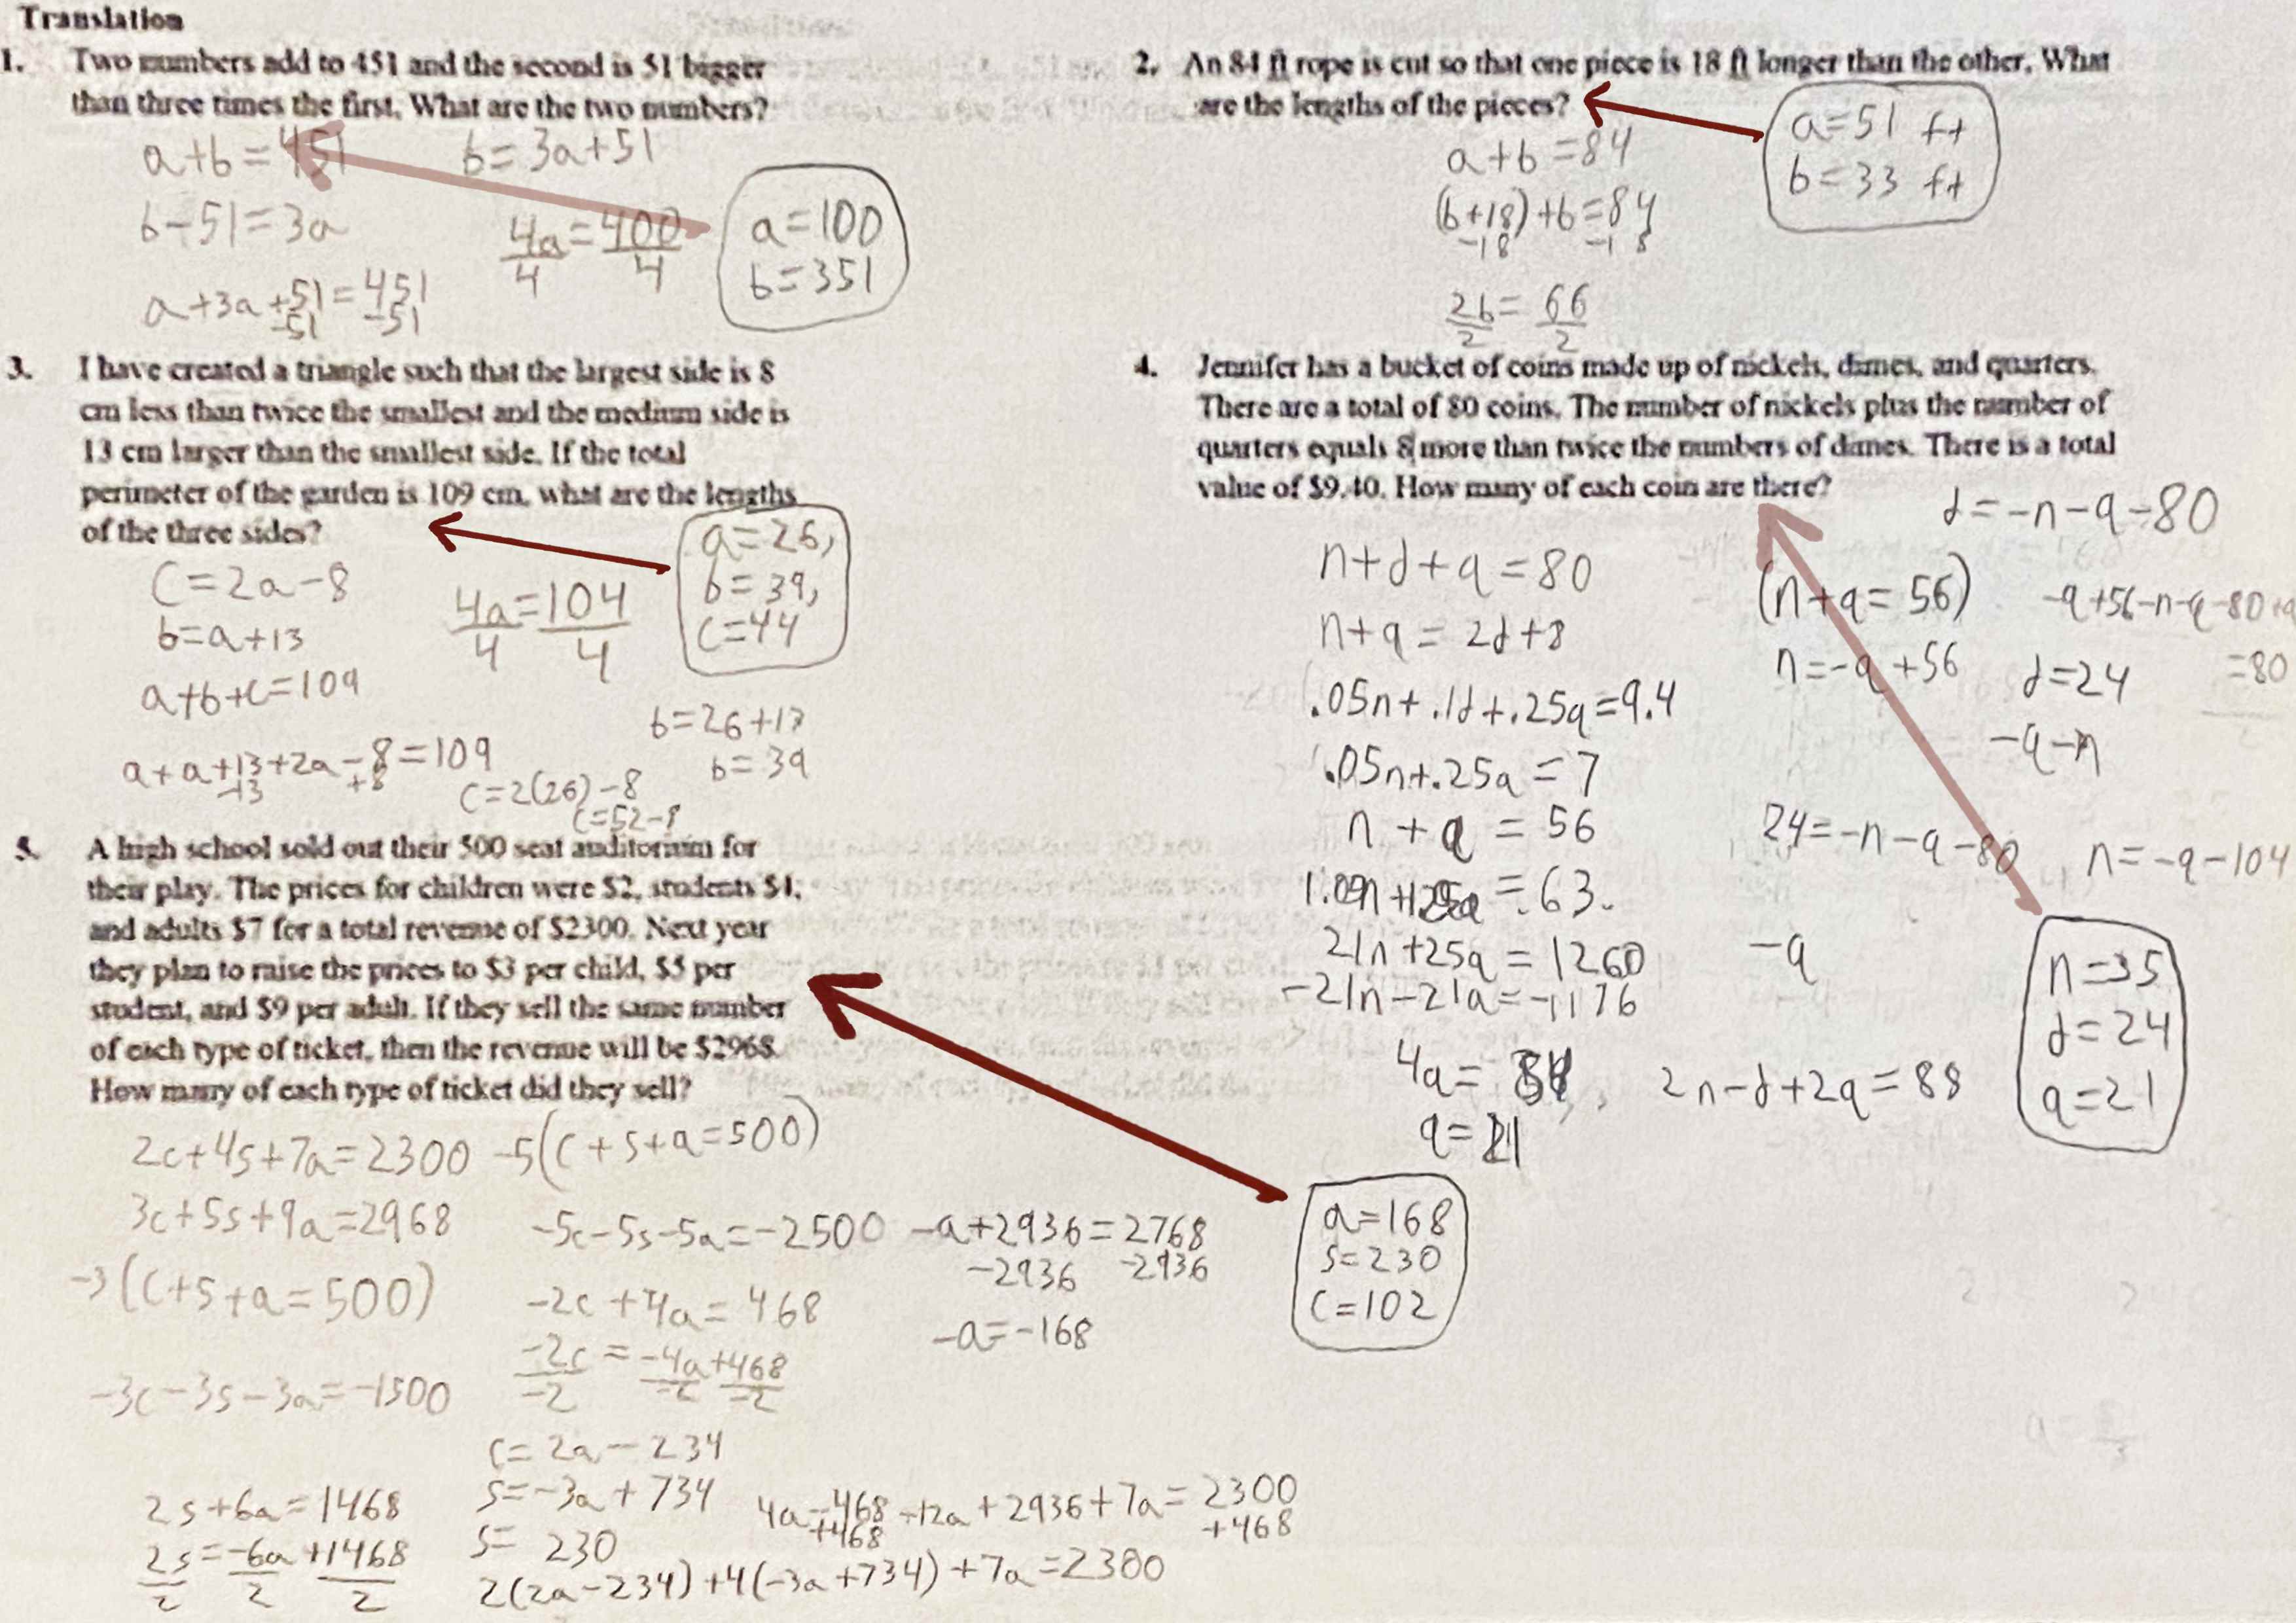 Translation
1. Two numbers add to 451 and the second is 51 bigger
than three times the first. What are the two numbers?
a+b=451
b=3a+51
b-51=3a
4a/4=400/4
a+3a+51=451
-51 -51
a=100
b=351
2. An 84 ft rope is cut so that one piece is 18 ft longer than the other. What
are the lengths of the pieces?
a+b=84
(b+18)+b=84
-18 -18
2b/2=66/2
a=51 ft
b=33 ft
3. I have created a triangle such that the largest side is 8
cm less than twice the smallest and the medium side is
13 cm larger than the smallest side. If the total
perimeter of the garden is 109 cm, what are the lengths
of the three sides?
c=2a-8
b=a+13
a+b+c=109
a+a+13+2a-8=109
-13 +8
4a/4=104/4
a=26,
b=39,
c=44
b=26+13
b=39
c=2(26)-8
c=52-8
4. Jennifer has a bucket of coins made up of nickels, dimes, and quarters.
There are a total of 80 coins. The number of nickels plus the number of
quarters equals 8 more than twice the numbers of dimes. There is a total
value of $9.40. How many of each coin are there?
n+d+q=80
n+q=2d+8
.05n+.1d+.25q=9.4
.05n+.25q=7
n+q=56
=63.
21n+25q=1260
-21n-21q=-1176
4q=84
q=21
d=-n-q-80
(n+q=56)
n=-q+56
-q+56-n-q-80+q
=80
d=24
-q-n
24=-n-q-80
n=-q-104
-q
2n-d+2q=88
n=35
d=24
q=21
5. A high school sold out their 500 seat auditorium for
their play. The prices for children were $2, students $4,
and adults $7 for a total revenue of $2300. Next year
they plan to raise the prices to $3 per child, $5 per
student, and $9 per adult. If they sell the same number
of each type of ticket, then the revenue will be $2968.
How many of each type of ticket did they sell?
2c+4s+7a=2300
3c+5s+9a=2968
-3(c+s+a=500)
-3c-3s-3a=-1500
2s+6a=1468
2s/2=-6a/2+1468/2
-5(c+s+a=500)
-5c-5s-5a=-2500
-2c+4a=468
-2c/-2=-4a/-2+468/-2
c=2a-234
s=-3a+734
s=230
2(2a-234)+4(-3a+734)+7a=2300
4a-468-12a+2936+7a=2300
+468 +468
-a+2936=2768
-2936 -2936
-a=-168
a=168
s=230
c=102